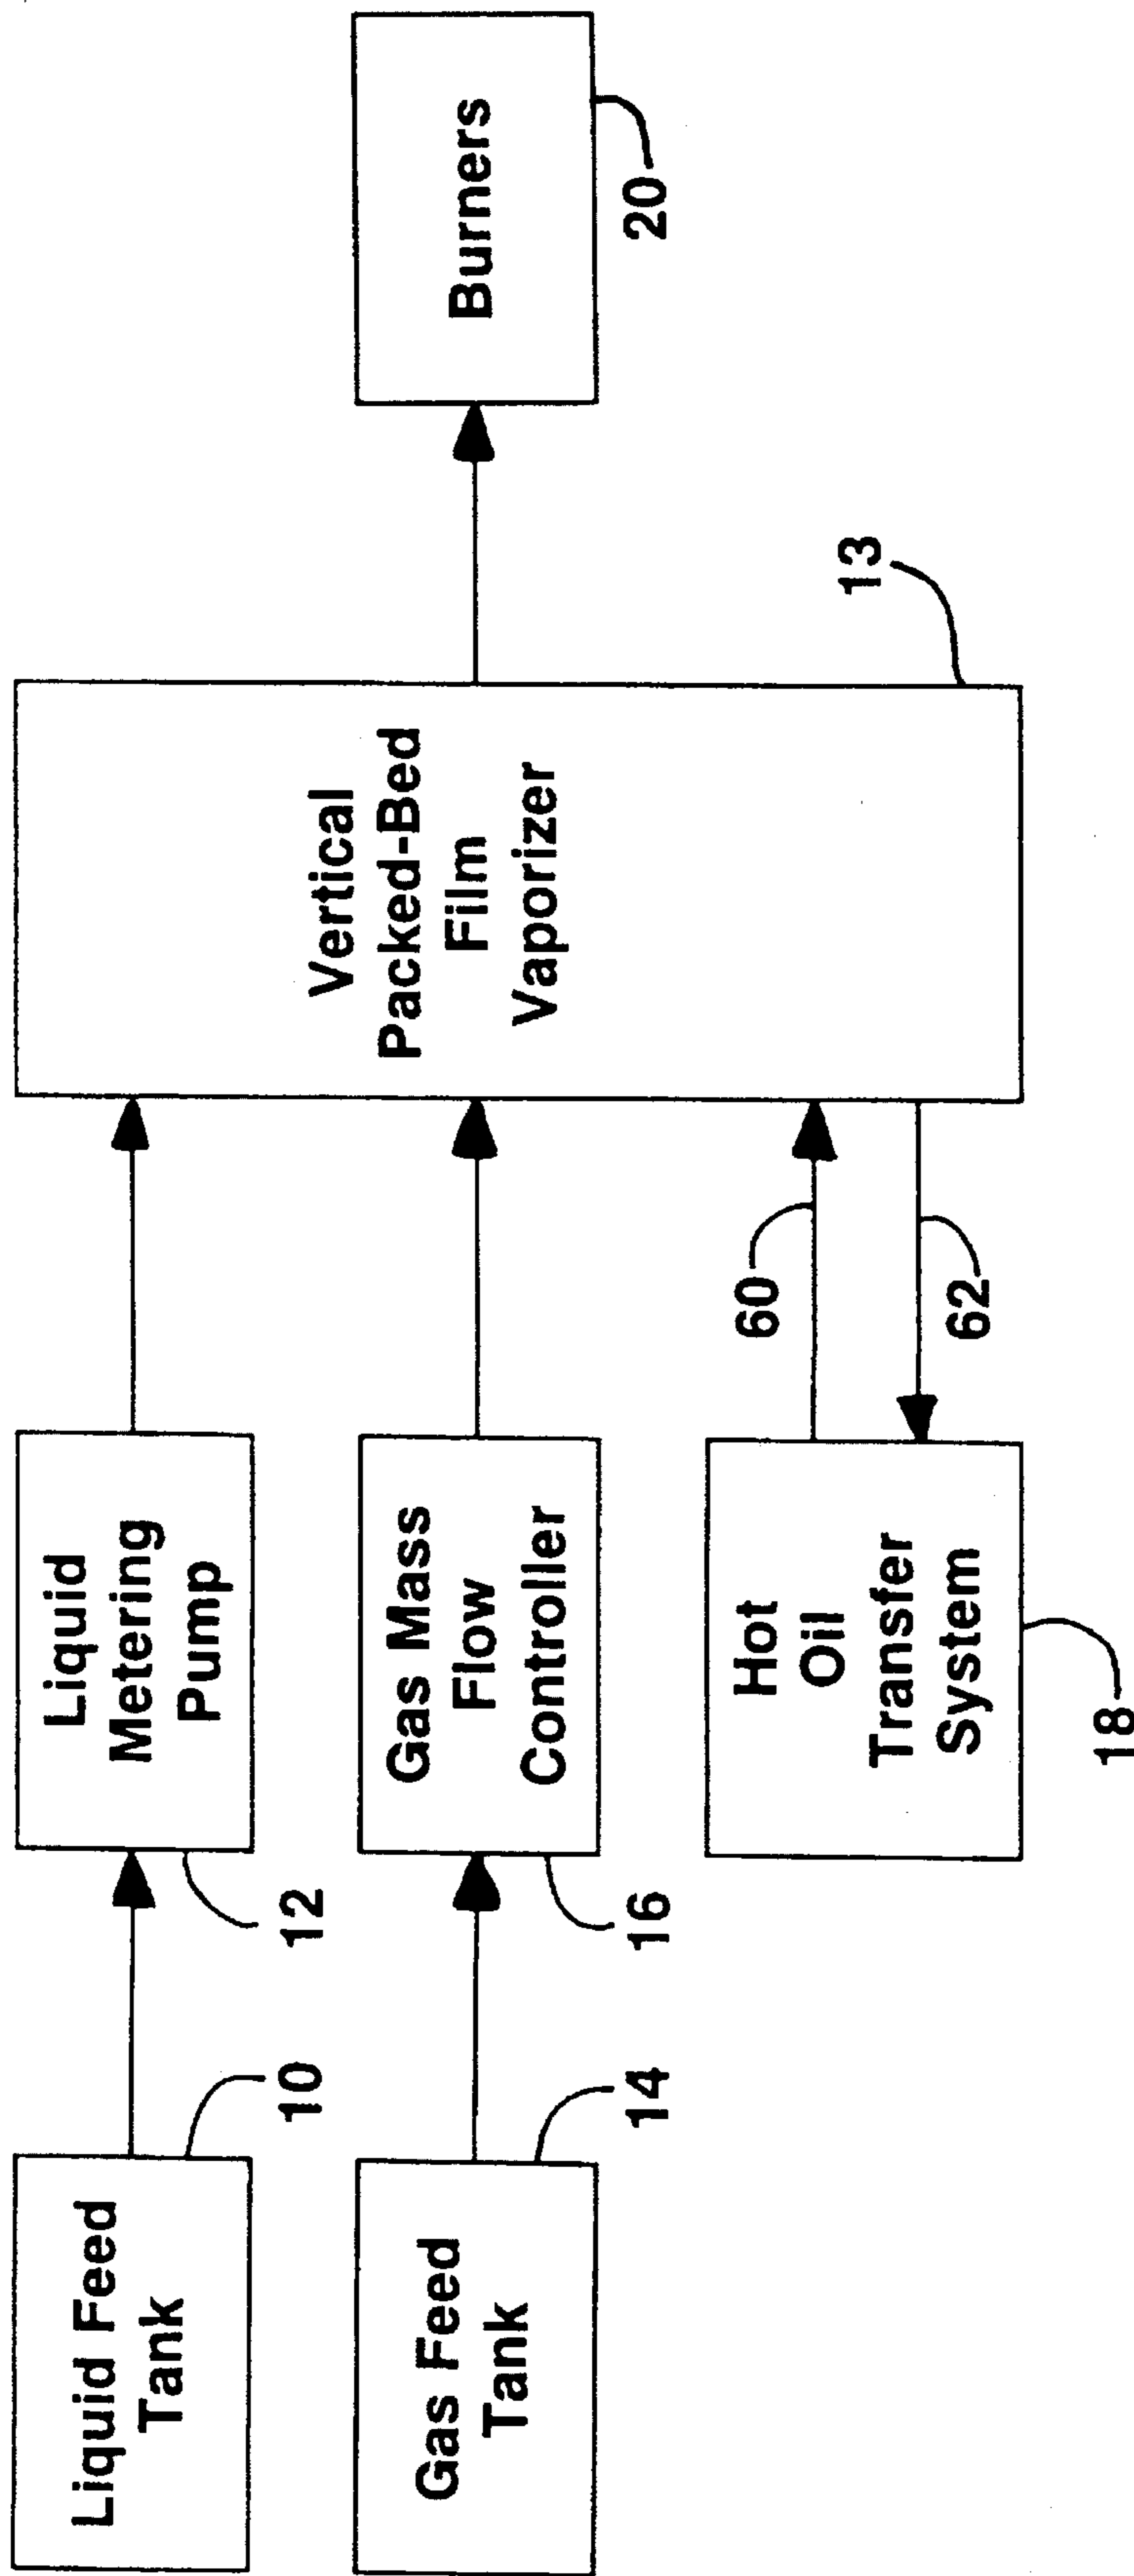 Liquid Feed
Tank
10
Liquid
Metering
Pump
12
Gas Feed
Tank
14
Gas Mass
Flow
Controller
16
Hot
Oil
Transfer
System
18
60
62
Vertical
Packed-Bed
Film
Vaporizer
13
Burners
20